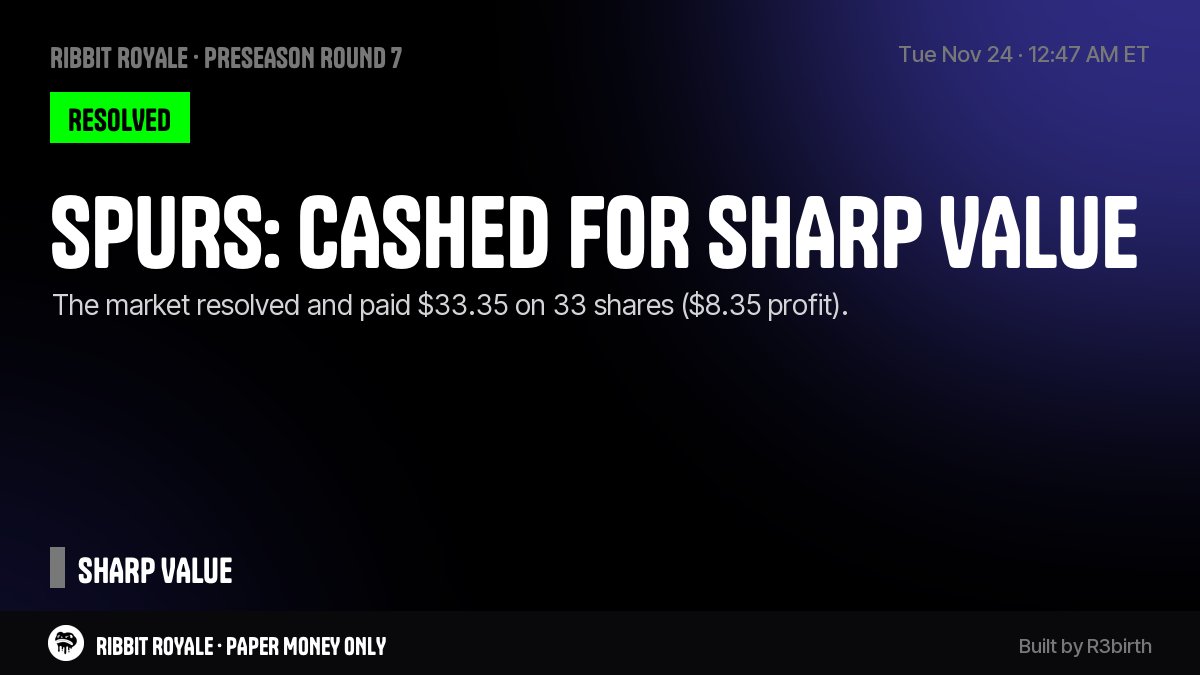 RIBBIT ROYALE · PRESEASON ROUND 7
Tue Nov 24 · 12:47 AM ET
RESOLVED
SPURS: CASHED FOR SHARP VALUE
The market resolved and paid $33.35 on 33 shares ($8.35 profit).
SHARP VALUE
RIBBIT ROYALE · PAPER MONEY ONLY
Built by R3birth